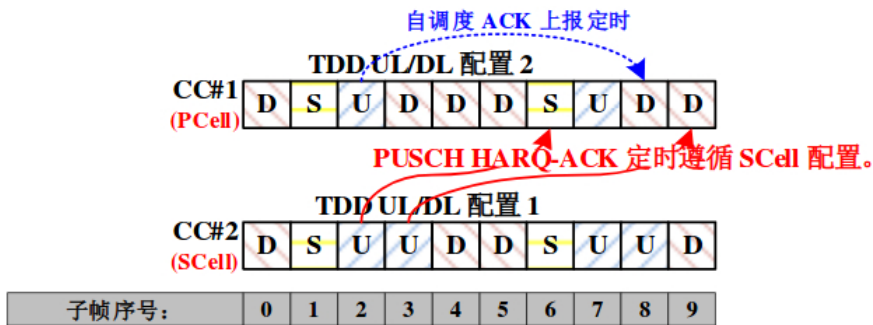 自调度 ACK 上报定时
TDD UL/DL 配置 2
CC#1 D S U D D D S U D D
(PCell)
PUSCH HARQ-ACK 定时遵循 SCell 配置。
TDD UL/DL 配置 1
CC#2 D S U U D D S U U D
(SCell)
子帧序号： 0 1 2 3 4 5 6 7 8 9